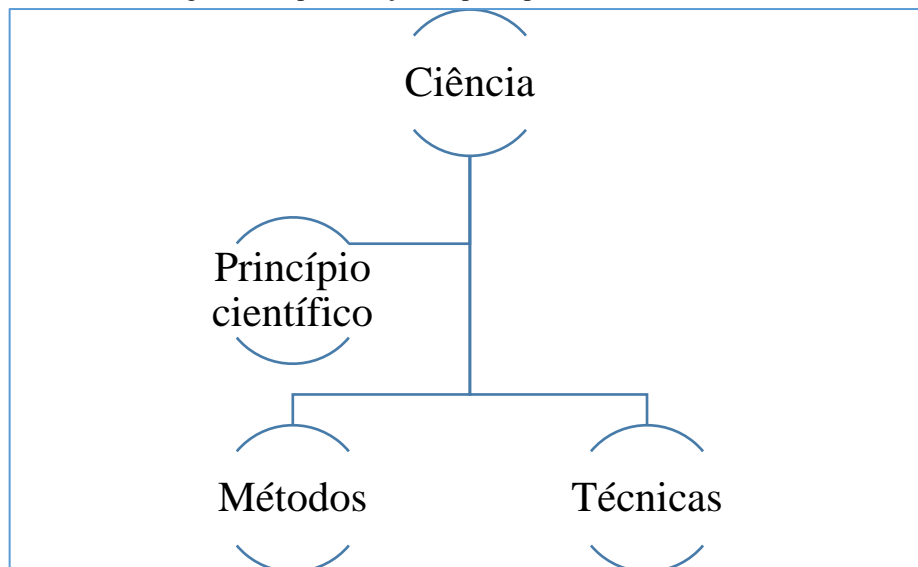 Ciência
Princípio
científico
Métodos
Técnicas